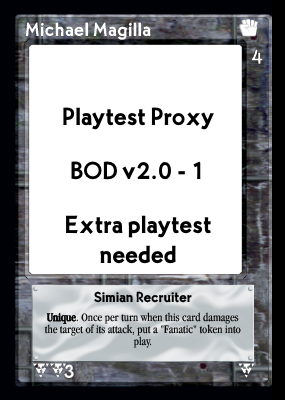 Michael Magilla
4
Playtest Proxy
BOD v2.0 - 1
Extra playtest
needed
Simian Recruiter
Unique. Once per turn when this card damages
the target of its attack, put a "Fanatic" token into
play.
3